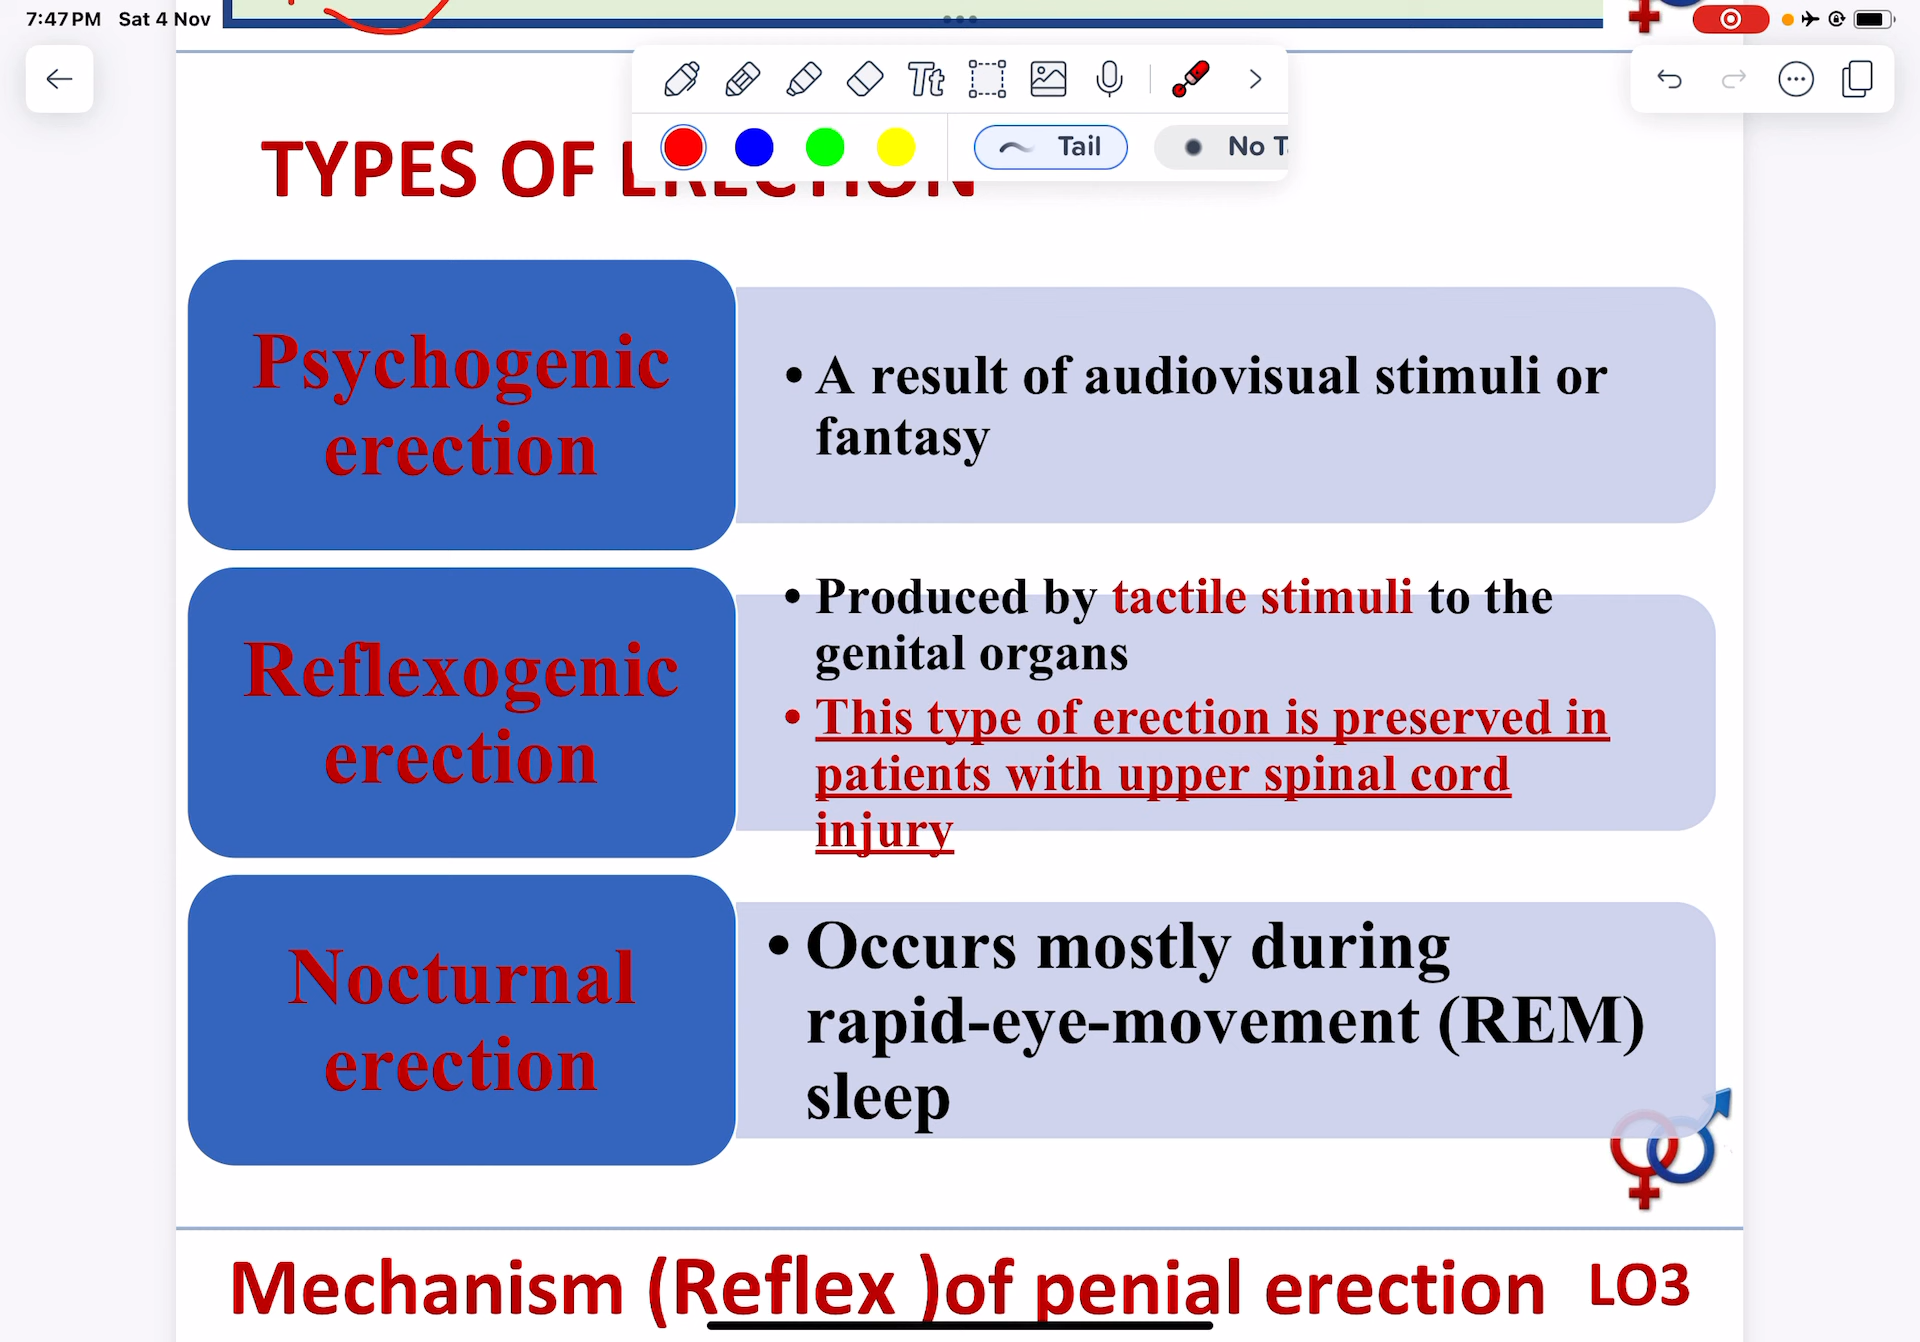 7:47 PM Sat 4 Nov
Tt
Tail
No T
TYPES OF ERECTION
Psychogenic
erection
• A result of audiovisual stimuli or
fantasy
Reflexogenic
erection
• Produced by tactile stimuli to the
genital organs
• This type of erection is preserved in
patients with upper spinal cord
injury
Nocturnal
erection
• Occurs mostly during
rapid-eye-movement (REM)
sleep
Mechanism (Reflex )of penial erection LO3